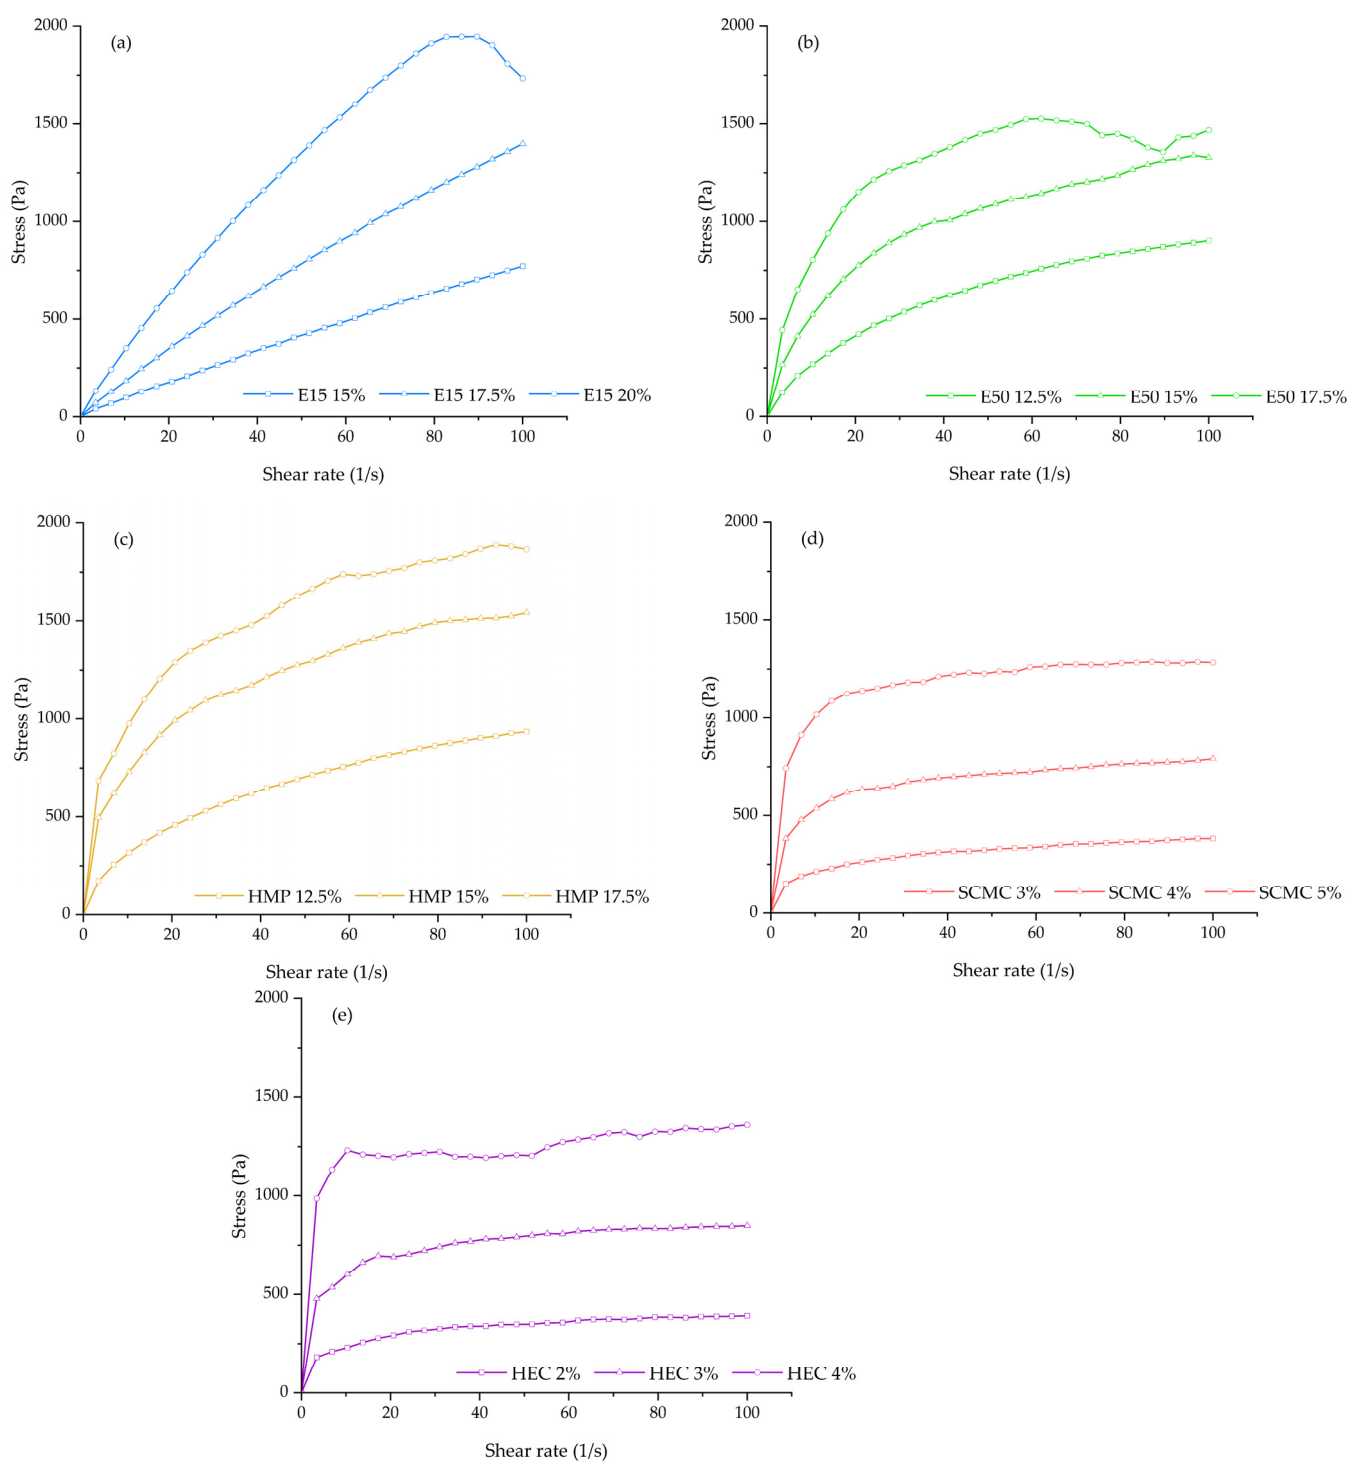 (a)
2000
1500
1000
500
0
Stress (Pa)
E15 15% E15 17.5% E15 20%
0 20 40 60 80 100
Shear rate (1/s)
(b)
2000
1500
1000
500
0
Stress (Pa)
E50 12.5% E50 15% E50 17.5%
0 20 40 60 80 100
Shear rate (1/s)
(c)
2000
1500
1000
500
0
Stress (Pa)
HMP 12.5% HMP 15% HMP 17.5%
0 20 40 60 80 100
Shear rate (1/s)
(d)
2000
1500
1000
500
0
Stress (Pa)
SCMC 3% SCMC 4% SCMC 5%
0 20 40 60 80 100
Shear rate (1/s)
(e)
2000
1500
1000
500
0
Stress (Pa)
HEC 2% HEC 3% HEC 4%
0 20 40 60 80 100
Shear rate (1/s)